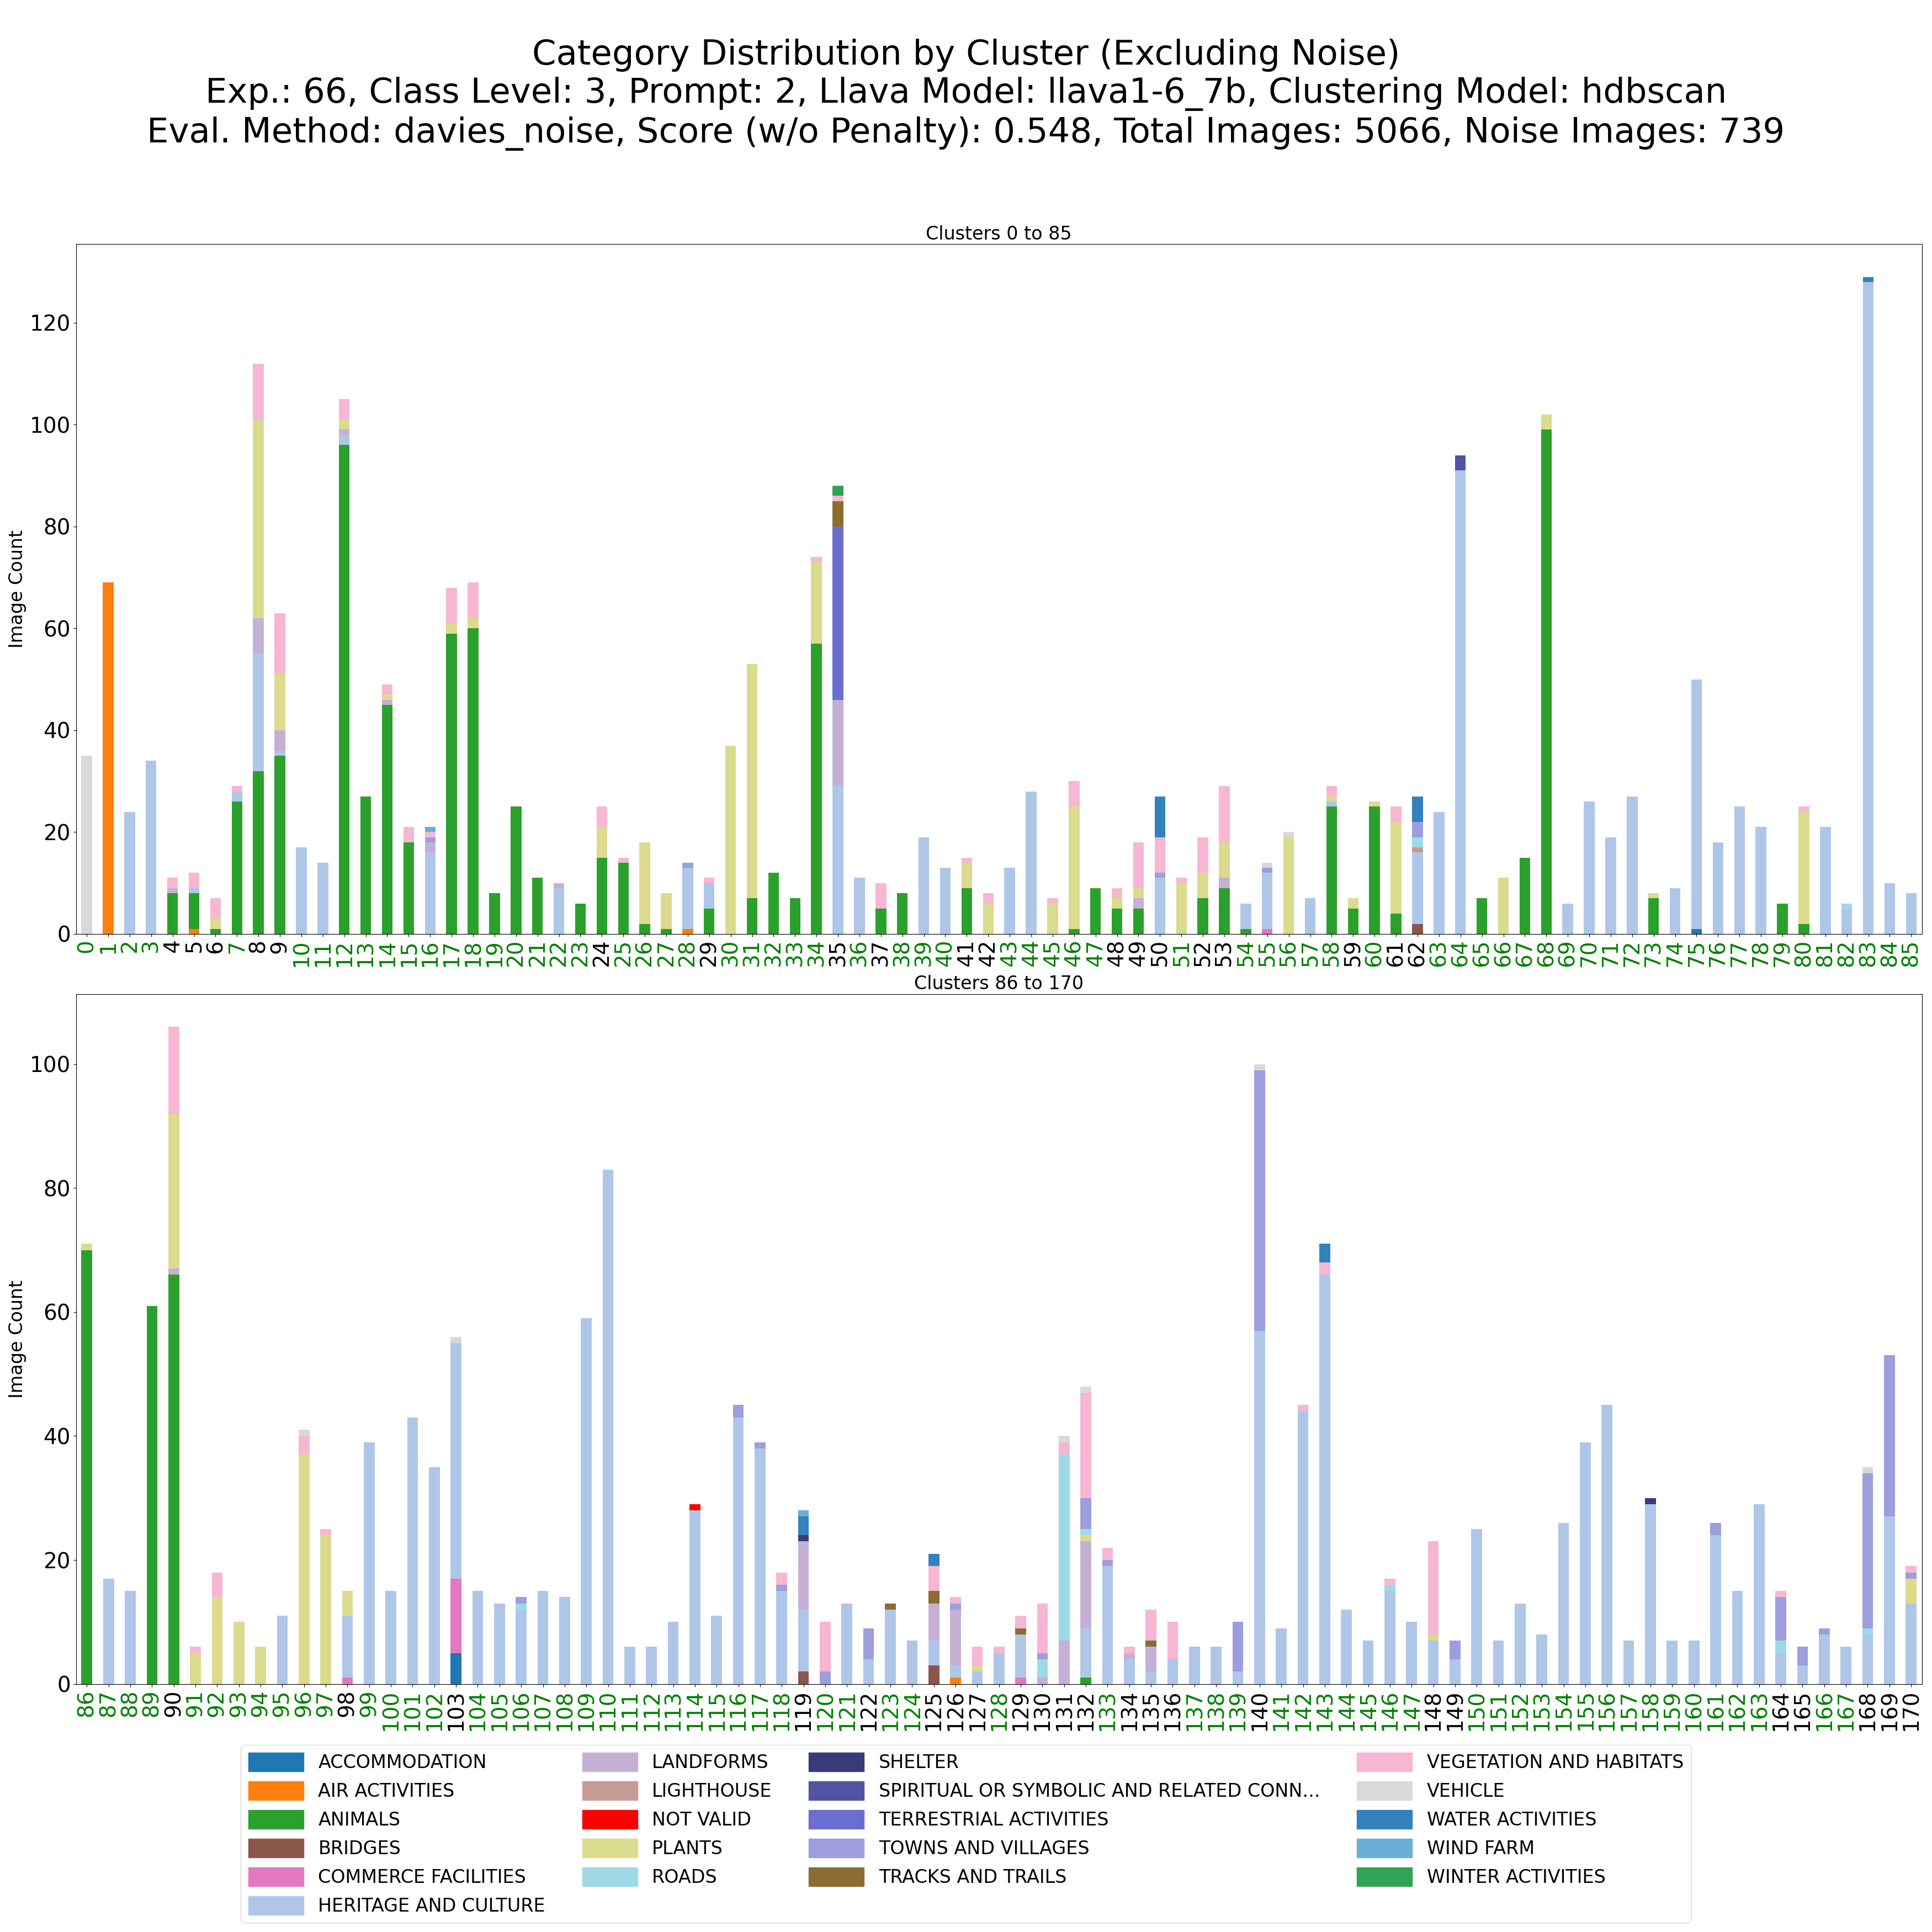 Category Distribution by Cluster (Excluding Noise)
Exp.: 66, Class Level: 3, Prompt: 2, Llava Model: llava1-6_7b, Clustering Model: hdbscan
Eval. Method: davies_noise, Score (w/o Penalty): 0.548, Total Images: 5066, Noise Images: 739
Clusters 0 to 85
Image Count
120
100
80
60
40
20
0
0 1 2 3 4 5 6 7 8 9 10 11 12 13 14 15 16 17 18 19 20 21 22 23 24 25 26 27 28 29 30 31 32 33 34 35 36 37 38 39 40 41 42 43 44 45 46 47 48 49 50 51 52 53 54 55 56 57 58 59 60 61 62 63 64 65 66 67 68 69 70 71 72 73 74 75 76 77 78 79 80 81 82 83 84 85
Clusters 86 to 170
Image Count
100
80
60
40
20
0
86 87 88 89 90 91 92 93 94 95 96 97 98 99 100 101 102 103 104 105 106 107 108 109 110 111 112 113 114 115 116 117 118 119 120 121 122 123 124 125 126 127 128 129 130 131 132 133 134 135 136 137 138 139 140 141 142 143 144 145 146 147 148 149 150 151 152 153 154 155 156 157 158 159 160 161 162 163 164 165 166 167 168 169 170
ACCOMMODATION
AIR ACTIVITIES
ANIMALS
BRIDGES
COMMERCE FACILITIES
HERITAGE AND CULTURE
LANDFORMS
LIGHTHOUSE
NOT VALID
PLANTS
ROADS
SHELTER
SPIRITUAL OR SYMBOLIC AND RELATED CONN...
TERRESTRIAL ACTIVITIES
TOWNS AND VILLAGES
TRACKS AND TRAILS
VEGETATION AND HABITATS
VEHICLE
WATER ACTIVITIES
WIND FARM
WINTER ACTIVITIES